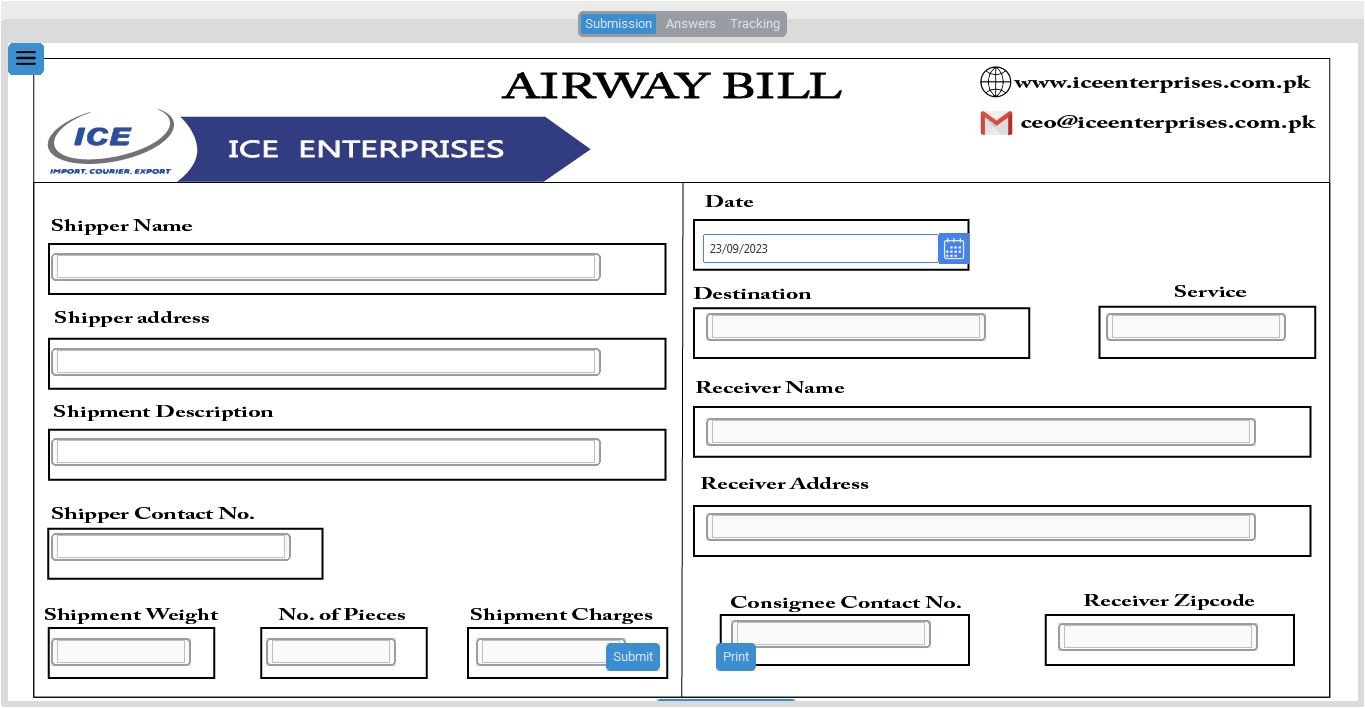 Submission Answers Tracking
AIRWAY BILL
www.iceenterprises.com.pk
ceo@iceenterprises.com.pk
ICE
IMPORT, COURIER, EXPORT
ICE ENTERPRISES
Shipper Name
Shipper address
Shipment Description
Shipper Contact No.
Shipment Weight No. of Pieces Shipment Charges
Submit
Date
23/09/2023
Destination Service
Receiver Name
Receiver Address
Consignee Contact No. Receiver Zipcode
Print